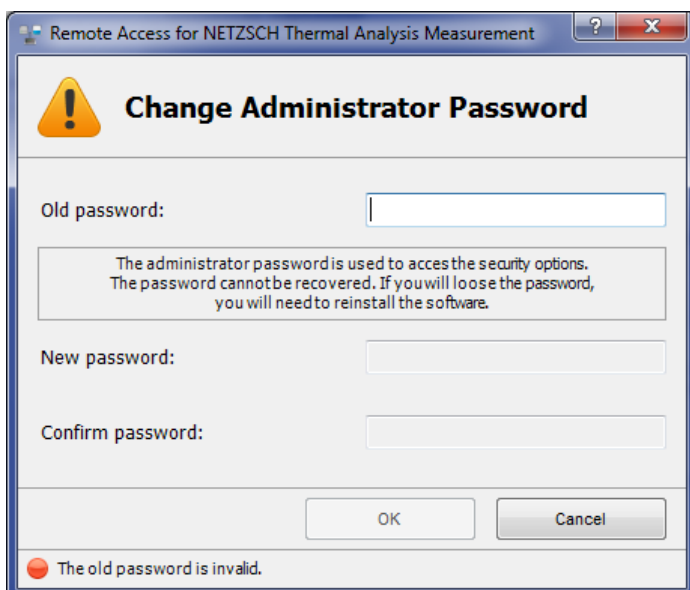 Remote Access for NETZSCH Thermal Analysis Measurement
Change Administrator Password
Old password:
The administrator password is used to acces the security options.
The password cannot be recovered. If you will loose the password,
you will need to reinstall the software.
New password:
Confirm password:
OK Cancel
The old password is invalid.